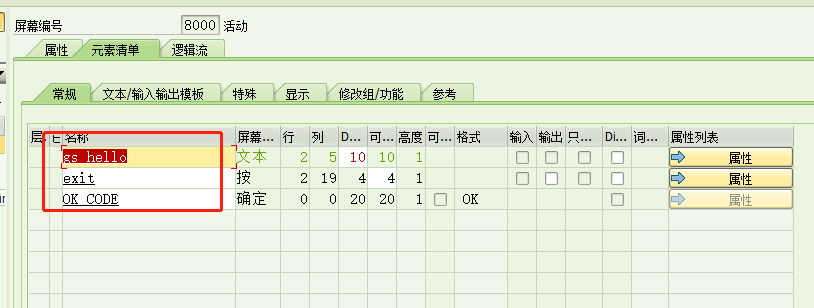 屏幕编号 8000 活动
属性 元素清单 逻辑流
常规 文本/输入输出模板 特殊 显示 修改组/功能 参考
层. 名称 屏幕... 行 列 D... 可... 高度 可... 格式 输入 输出 只... Di... 词... 属性列表
gs_hello 文本 2 5 10 10 1 属性
exit 按 2 19 4 4 1 属性
OK_CODE 确定 0 0 20 20 1 OK 属性